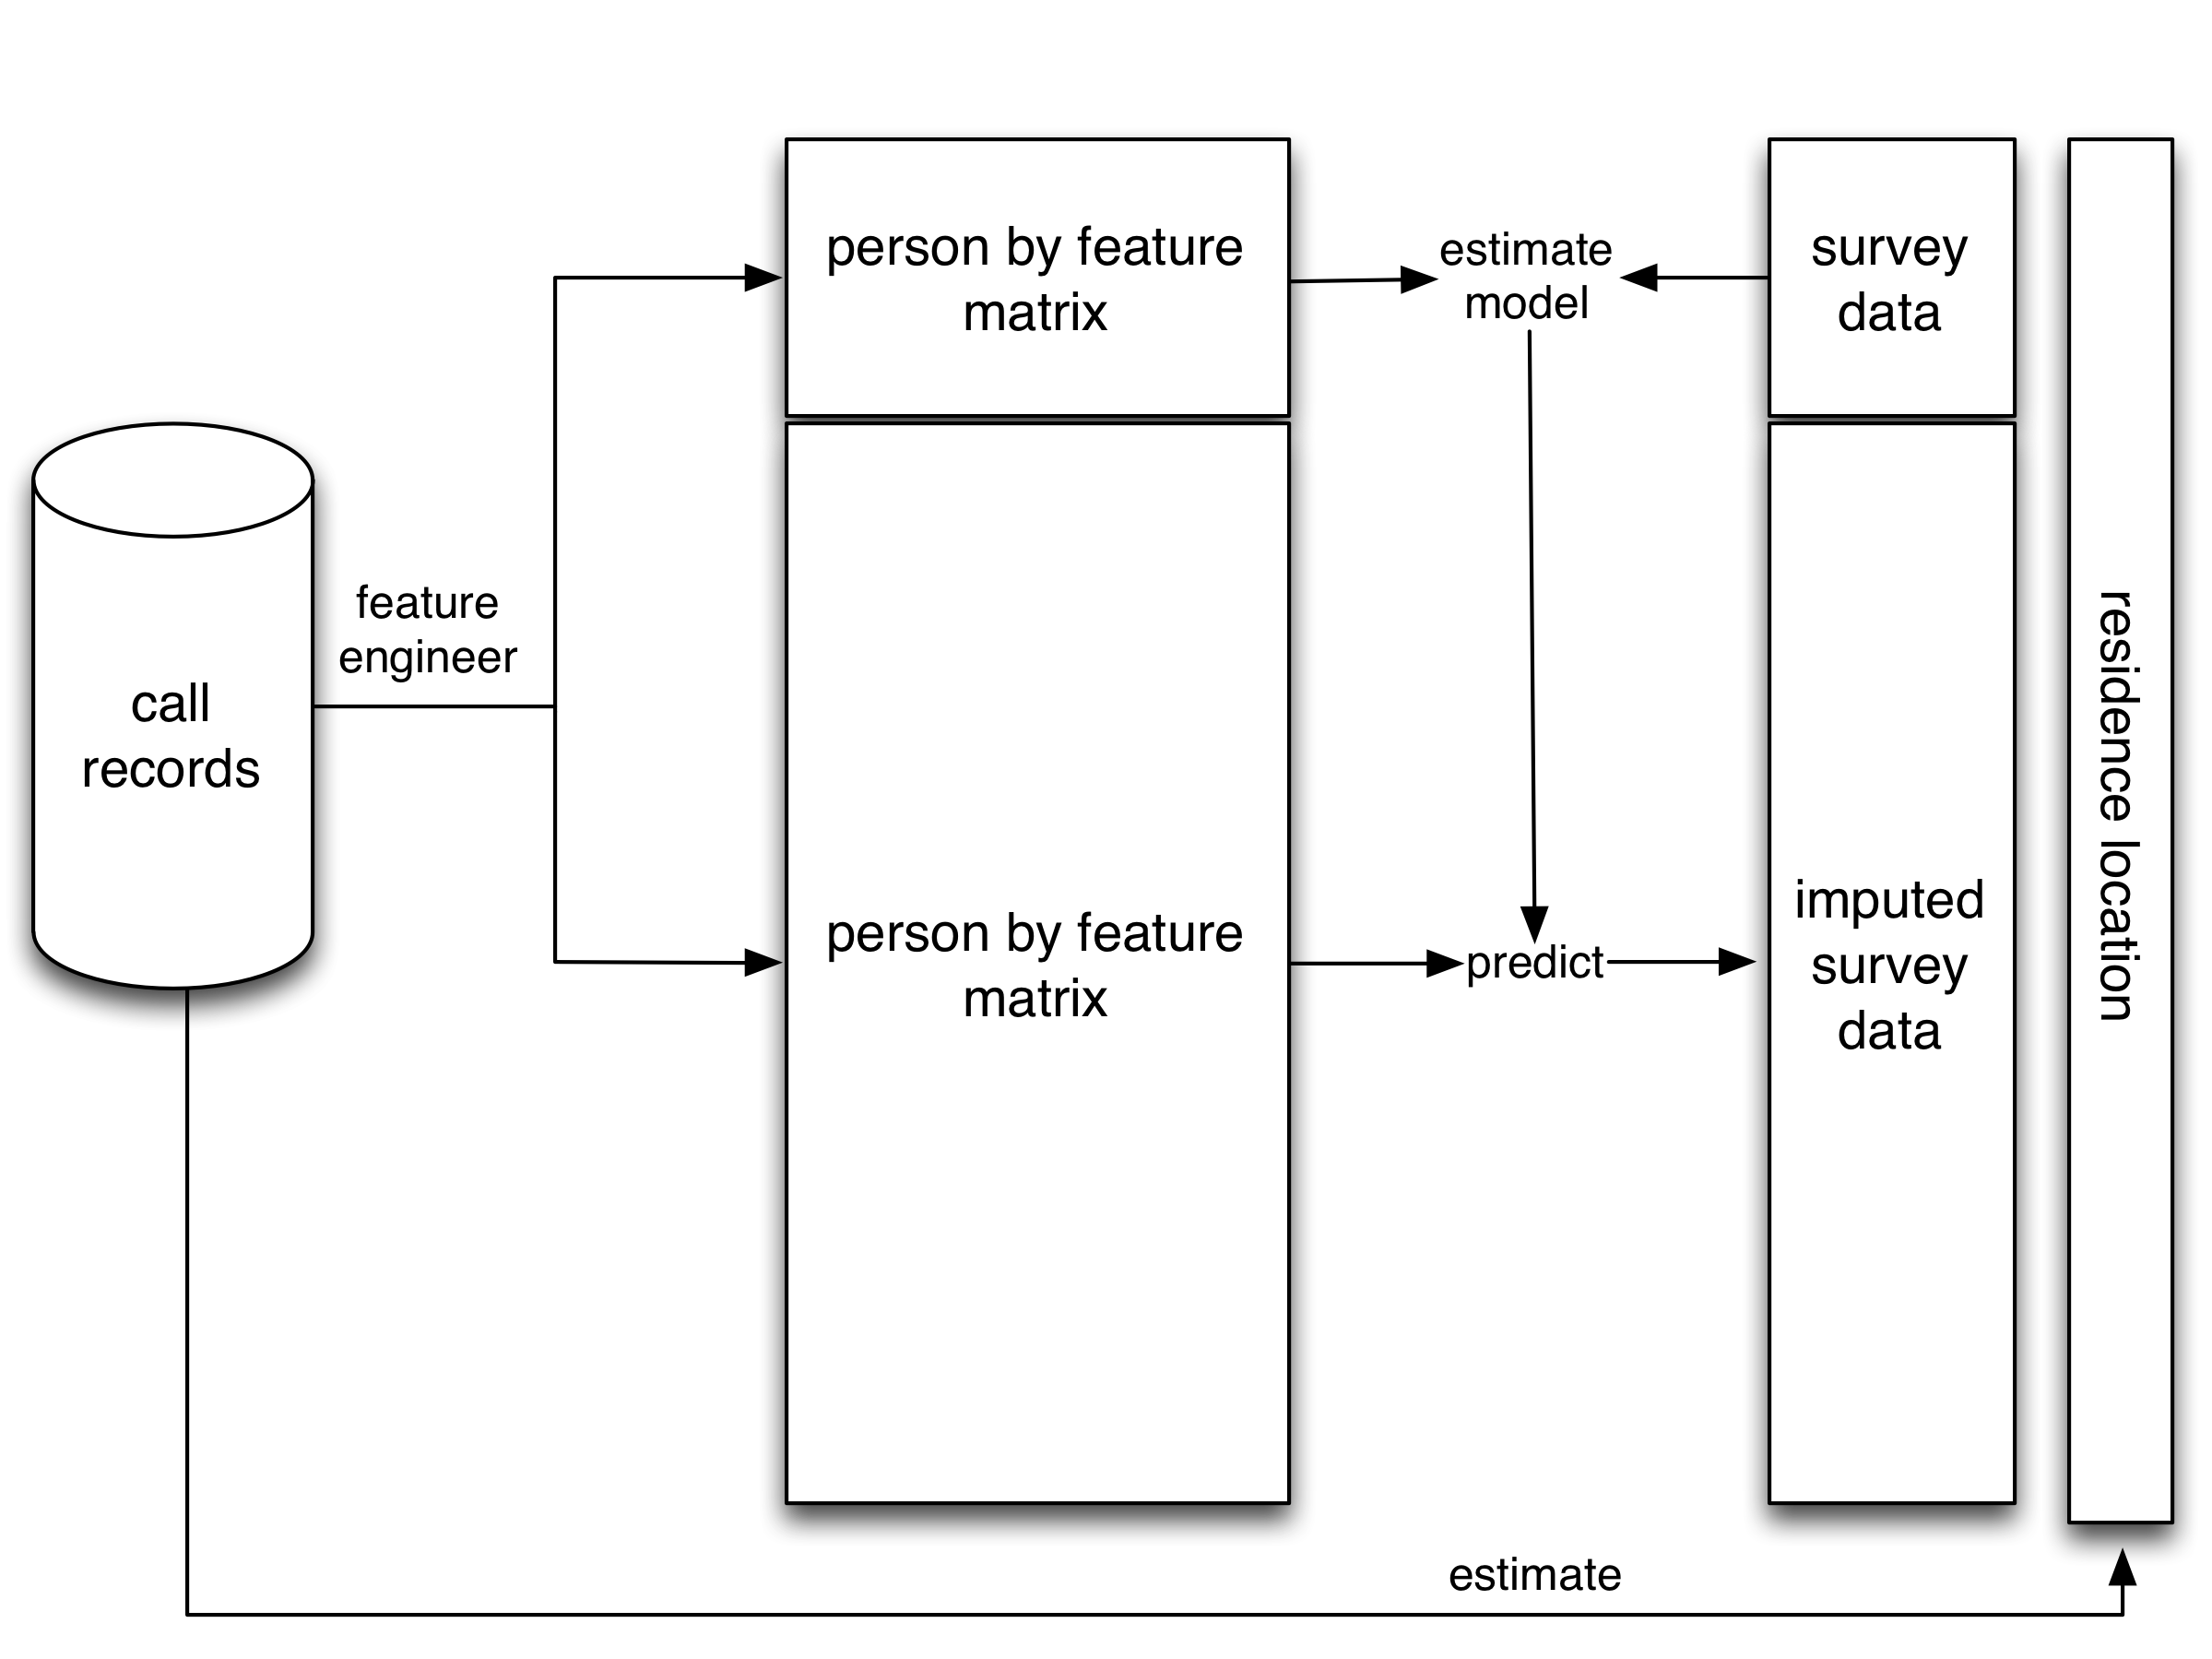 call
records
feature
engineer
person by feature
matrix
person by feature
matrix
estimate
model
predict
survey
data
imputed
survey
data
residence location
estimate